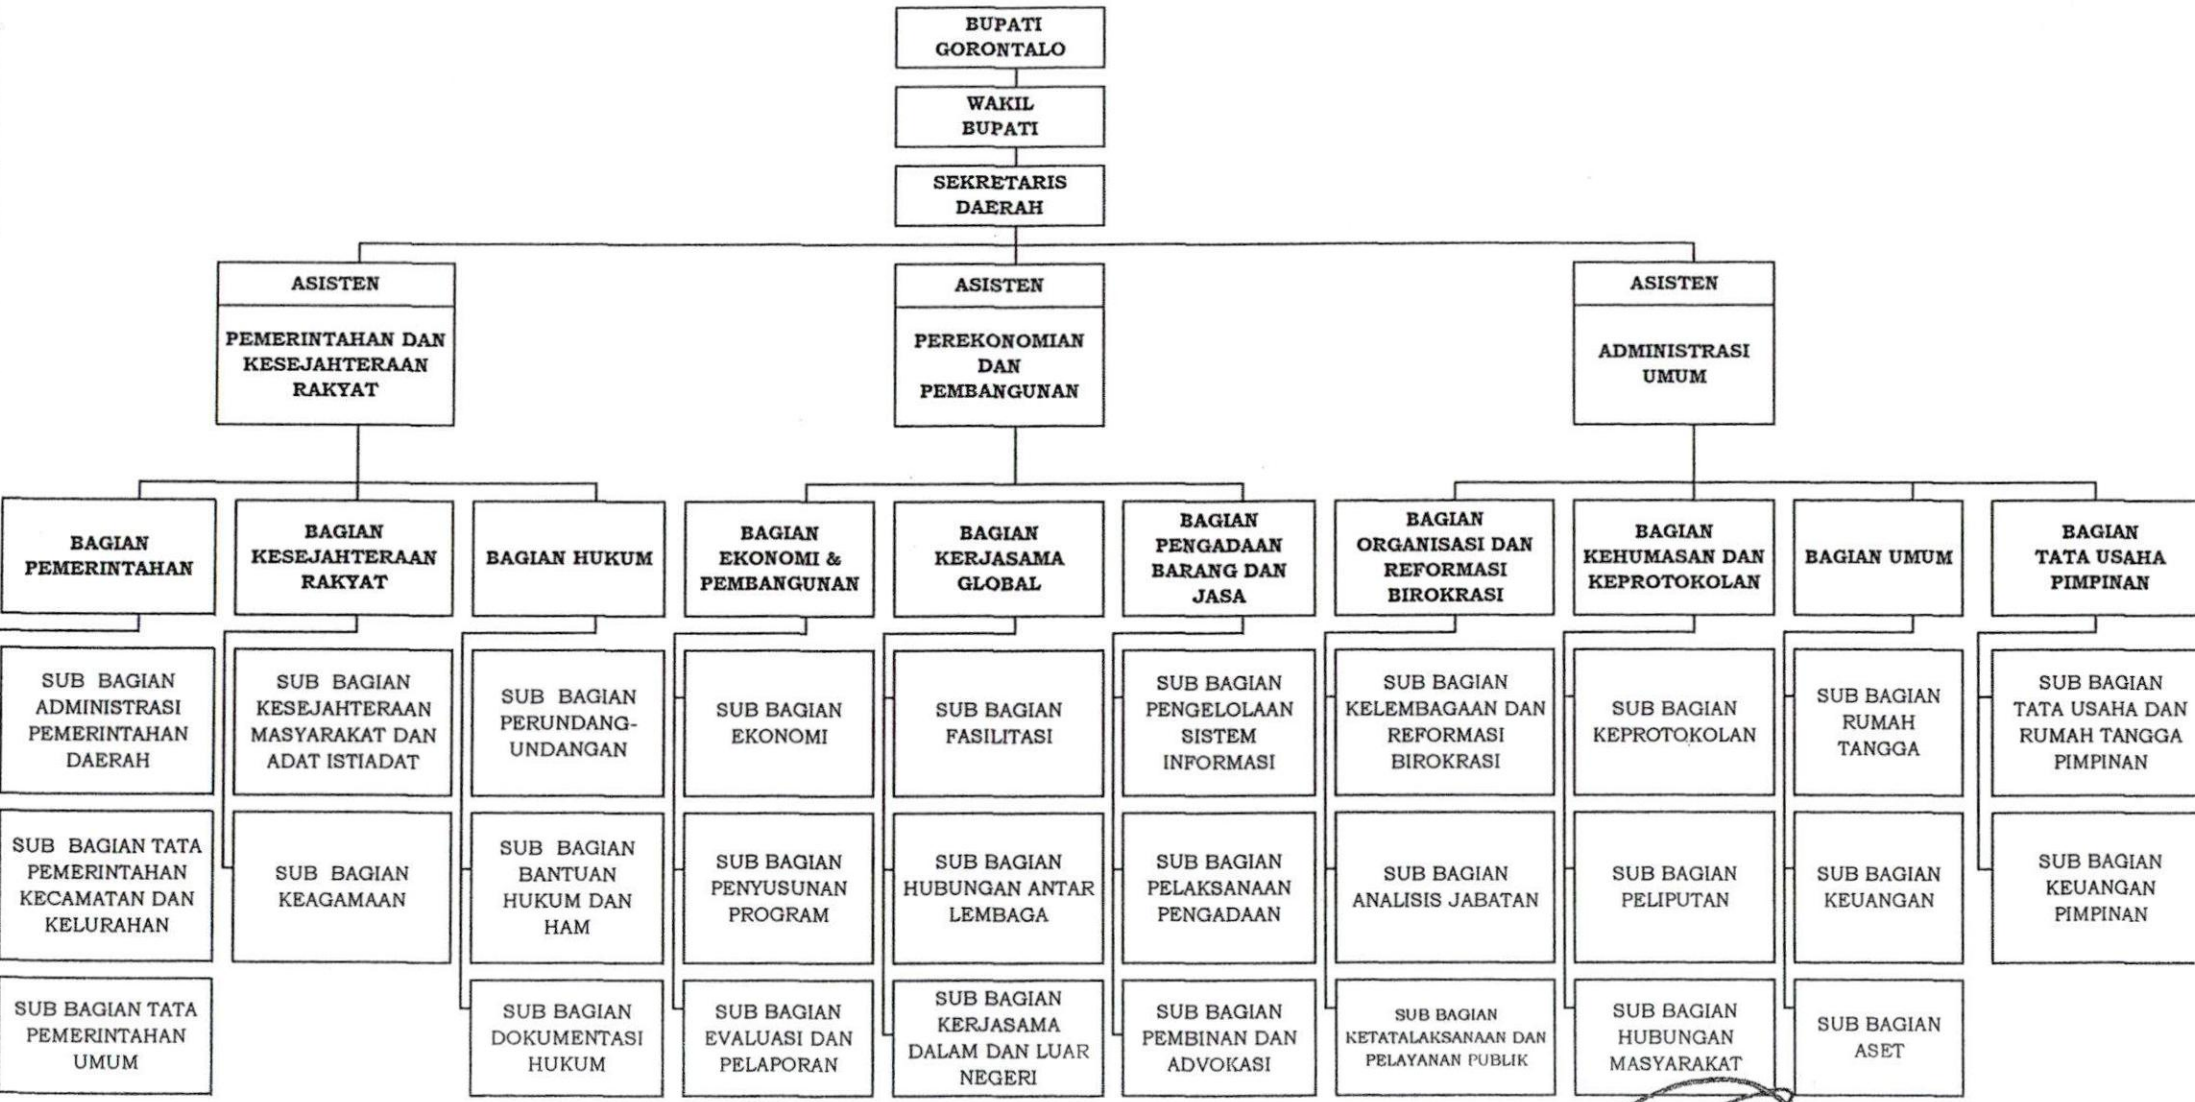 BUPATI
GORONTALO
WAKIL
BUPATI
SEKRETARIS
DAERAH
ASISTEN
PEMERINTAHAN DAN
KESEJAHTERAAN
RAKYAT
ASISTEN
PEREKONOMIAN
DAN
PEMBANGUNAN
ASISTEN
ADMINISTRASI
UMUM
BAGIAN
PEMERINTAHAN
BAGIAN
KESEJAHTERAAN
RAKYAT
BAGIAN HUKUM
BAGIAN
EKONOMI &
PEMBANGUNAN
BAGIAN
KERJASAMA
GLOBAL
BAGIAN
PENGADAAN
BARANG DAN
JASA
BAGIAN
ORGANISASI DAN
REFORMASI
BIROKRASI
BAGIAN
KEHUMASAN DAN
KEPROTOKOLAN
BAGIAN UMUM
BAGIAN
TATA USAHA
PIMPINAN
SUB BAGIAN
ADMINISTRASI
PEMERINTAHAN
DAERAH
SUB BAGIAN
KESEJAHTERAAN
MASYARAKAT DAN
ADAT ISTIADAT
SUB BAGIAN
PERUNDANG-
UNDANGAN
SUB BAGIAN
EKONOMI
SUB BAGIAN
FASILITASI
SUB BAGIAN
PENGELOLAAN
SISTEM
INFORMASI
SUB BAGIAN
KELEMBAGAAN DAN
REFORMASI
BIROKRASI
SUB BAGIAN
KEPROTOKOLAN
SUB BAGIAN
RUMAH
TANGGA
SUB BAGIAN
TATA USAHA DAN
RUMAH TANGGA
PIMPINAN
SUB BAGIAN TATA
PEMERINTAHAN
KECAMATAN DAN
KELURAHAN
SUB BAGIAN
KEAGAMAAN
SUB BAGIAN
BANTUAN
HUKUM DAN
HAM
SUB BAGIAN
PENYUSUNAN
PROGRAM
SUB BAGIAN
HUBUNGAN ANTAR
LEMBAGA
SUB BAGIAN
PELAKSANAAN
PENGADAAN
SUB BAGIAN
ANALISIS JABATAN
SUB BAGIAN
PELIPUTAN
SUB BAGIAN
KEUANGAN
SUB BAGIAN
KEUANGAN
PIMPINAN
SUB BAGIAN TATA
PEMERINTAHAN
UMUM
SUB BAGIAN
DOKUMENTASI
HUKUM
SUB BAGIAN
EVALUASI DAN
PELAPORAN
SUB BAGIAN
KERJASAMA
DALAM DAN LUAR
NEGERI
SUB BAGIAN
PEMBINAN DAN
ADVOKASI
SUB BAGIAN
KETATALAKSANAAN DAN
PELAYANAN PUBLIK
SUB BAGIAN
HUBUNGAN
MASYARAKAT
SUB BAGIAN
ASET